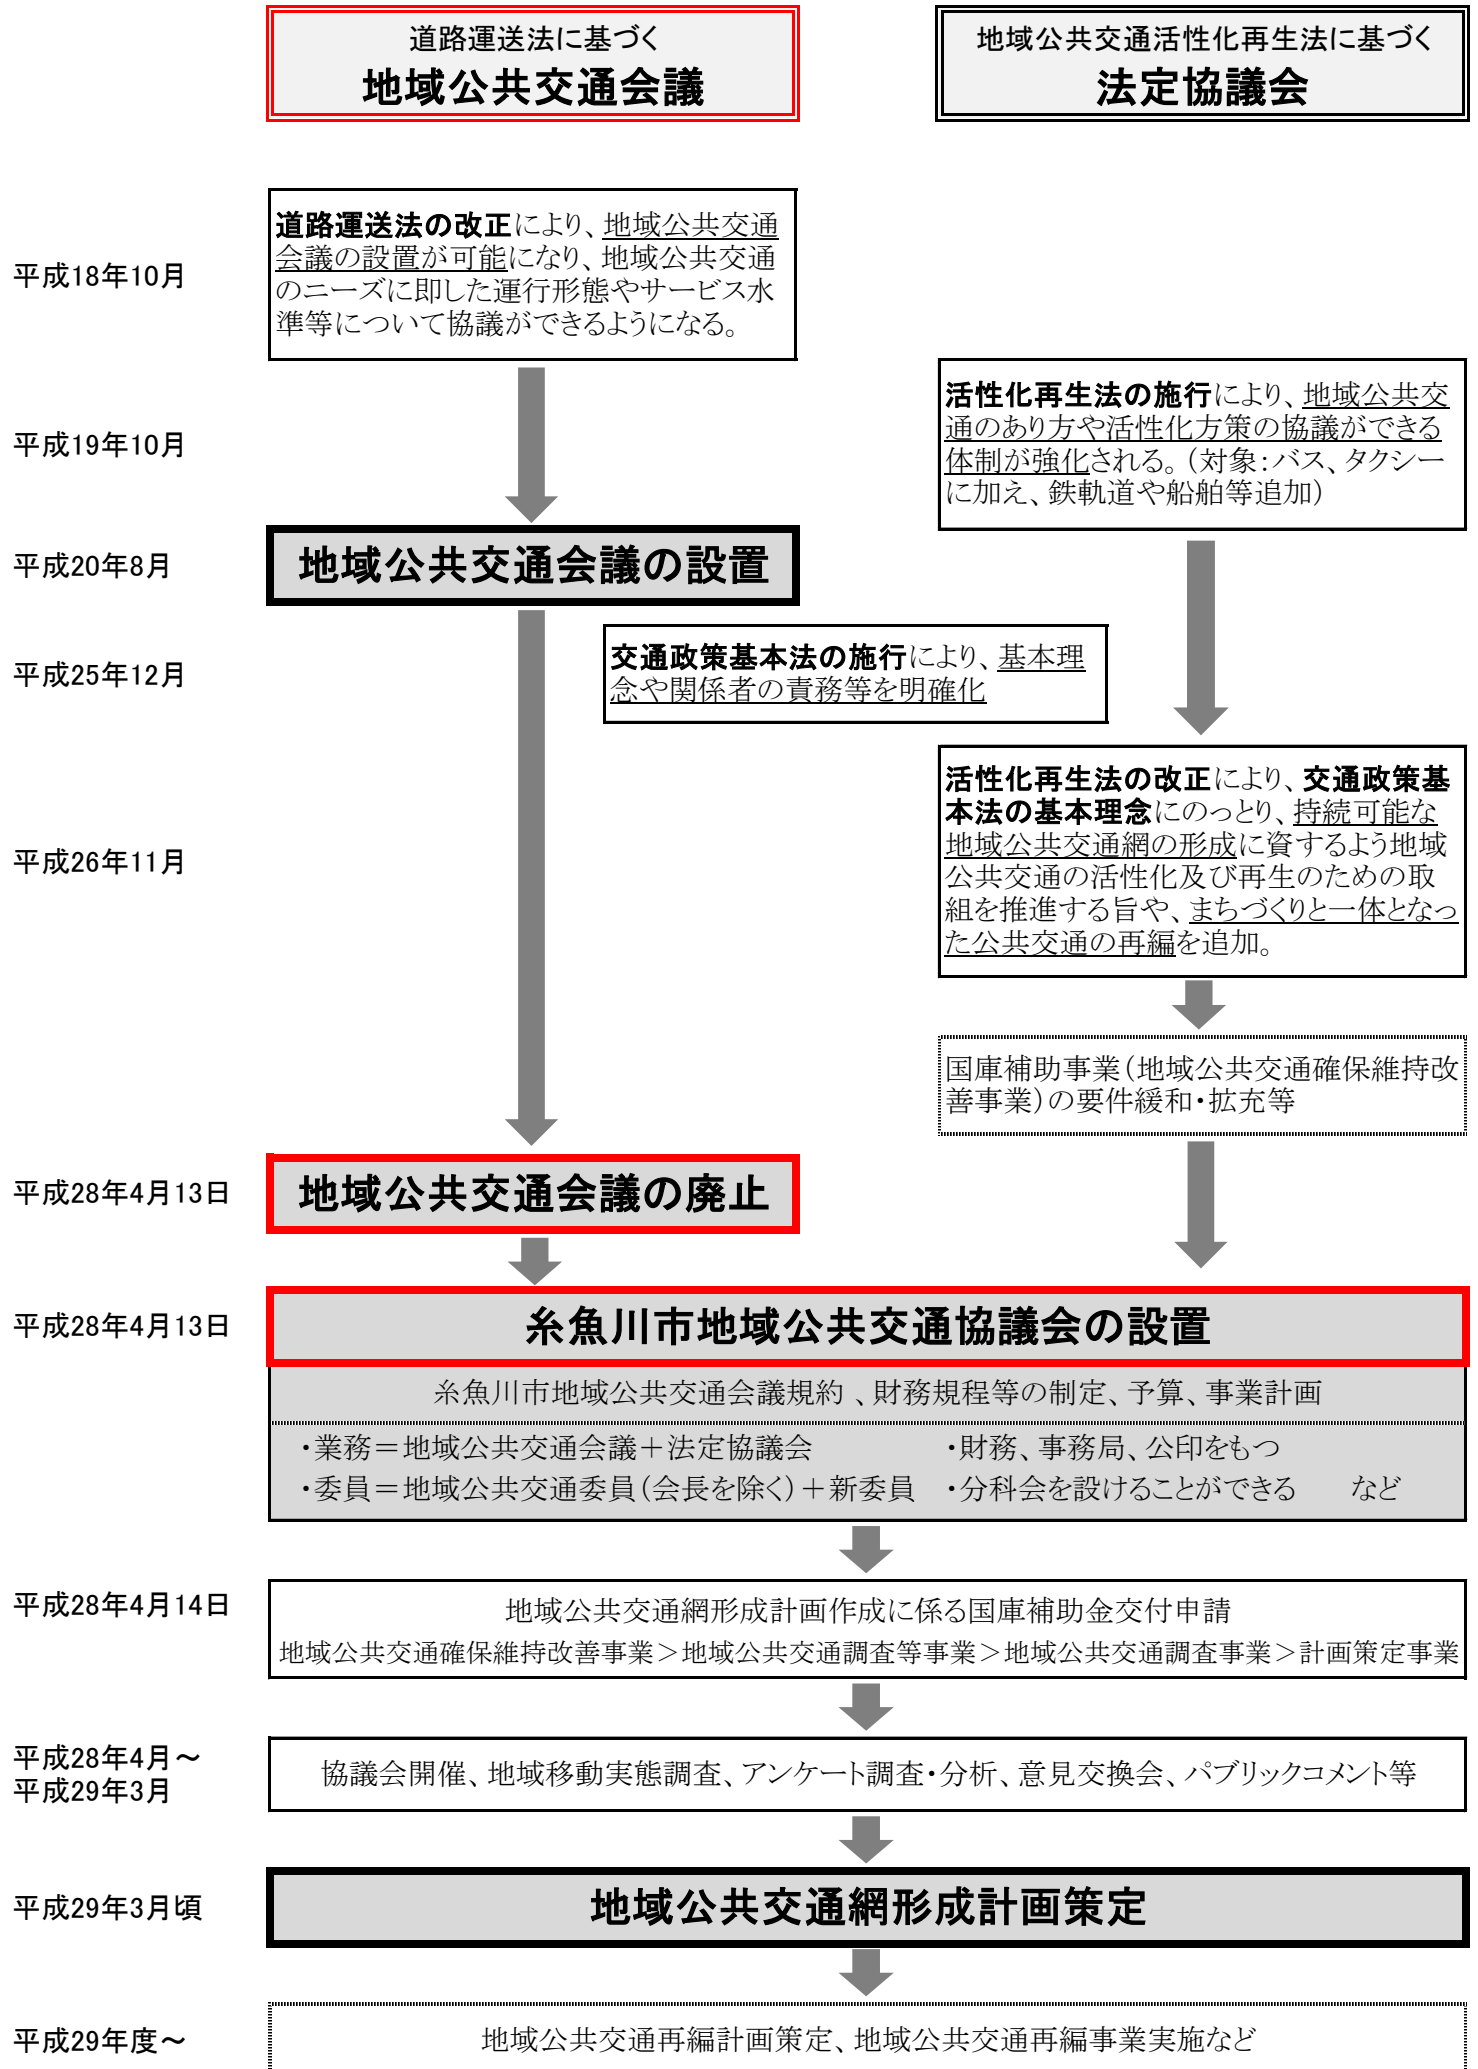 道路運送法に基づく
地域公共交通会議
地域公共交通活性化再生法に基づく
法定協議会
平成18年10月
道路運送法の改正により、地域公共交通
会議の設置が可能になり、地域公共交通
のニーズに即した運行形態やサービス水
準等について協議ができるようになる。
平成19年10月
活性化再生法の施行により、地域公共交
通のあり方や活性化方策の協議ができる
体制が強化される。（対象：バス、タクシー
に加え、鉄軌道や船舶等追加）
平成20年8月
地域公共交通会議の設置
平成25年12月
交通政策基本法の施行により、基本理
念や関係者の責務等を明確化
平成26年11月
活性化再生法の改正により、交通政策基
本法の基本理念にのっとり、持続可能な
地域公共交通網の形成に資するよう地域
公共交通の活性化及び再生のための取
組を推進する旨や、まちづくりと一体となっ
た公共交通の再編を追加。
国庫補助事業（地域公共交通確保維持改
善事業）の要件緩和・拡充等
平成28年4月13日
地域公共交通会議の廃止
平成28年4月13日
糸魚川市地域公共交通協議会の設置
糸魚川市地域公共交通会議規約 、財務規程等の制定、予算、事業計画
・業務＝地域公共交通会議＋法定協議会 ・財務、事務局、公印をもつ
・委員＝地域公共交通委員（会長を除く）＋新委員 ・分科会を設けることができる など
平成28年4月14日
地域公共交通網形成計画作成に係る国庫補助金交付申請
地域公共交通確保維持改善事業＞地域公共交通調査等事業＞地域公共交通調査事業＞計画策定事業
平成28年4月～
平成29年3月
協議会開催、地域移動実態調査、アンケート調査・分析、意見交換会、パブリックコメント等
平成29年3月頃
地域公共交通網形成計画策定
平成29年度～
地域公共交通再編計画策定、地域公共交通再編事業実施など